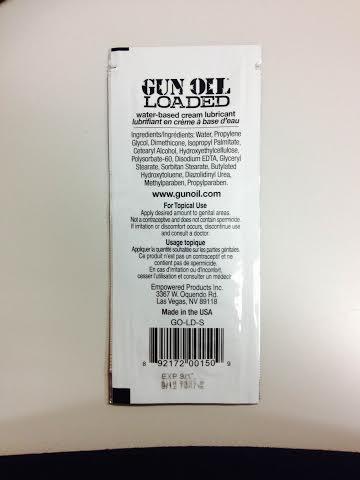 GUN OIL
LOADED
water-based cream lubricant
lubrifiant en crème à base d'eau
Ingredients/Ingrédients: Water, Propylene
Glycol, Dimethicone, Isopropyl Palmitate,
Cetearyl Alcohol, Hydroxyethylcellulose,
Polysorbate-60, Disodium EDTA, Glyceryl
Stearate, Sorbitan Stearate, Butylated
Hydroxytoluene, Diazolidinyl Urea,
Methylparaben, Propylparaben.
www.gunoil.com
For Topical Use
Apply desired amount to genital areas.
Not a contraceptive and does not contain spermicide.
If irritation or discomfort occurs, discontinue use
and consult a doctor.
Usage topique
Appliquer la quantité souhaitée sur les parties génitales.
Ce produit n'est pas un contraceptif et ne
contient pas de spermicide.
En cas d'irritation ou d'inconfort,
cesser l'utilisation et consulter un médecin.
Empowered Products Inc.
3367 W. Oquendo Rd.
Las Vegas, NV 89118
Made in the USA
GO-LD-S
8 92172 00150 9
EXP